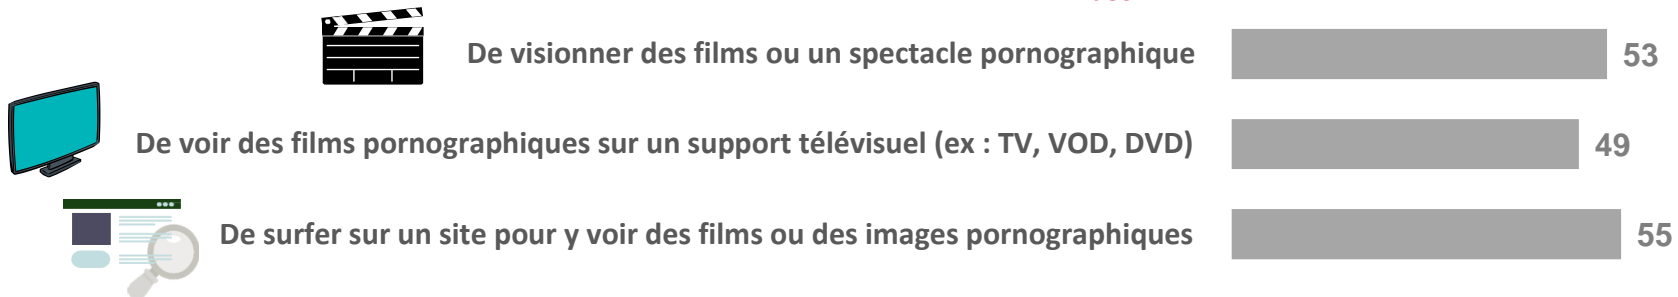 De visionner des films ou un spectacle pornographique 53
De voir des films pornographiques sur un support télévisuel (ex : TV, VOD, DVD) 49
De surfer sur un site pour y voir des films ou des images pornographiques 55